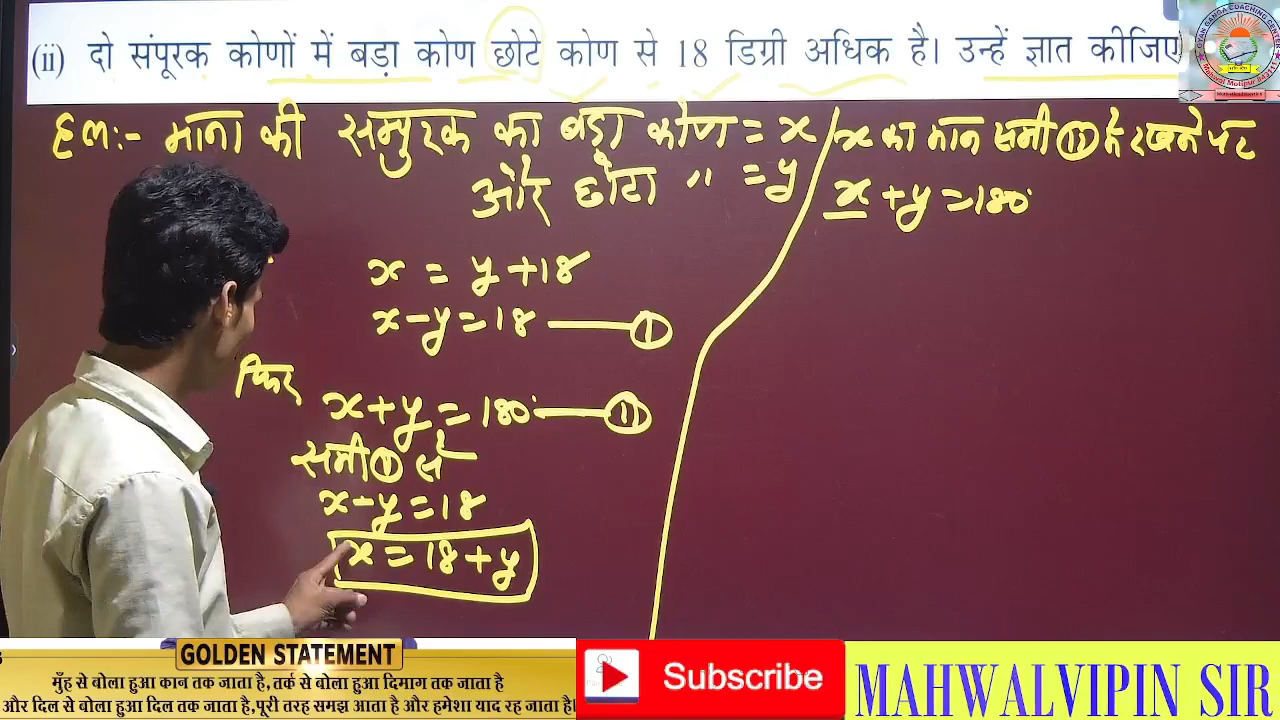 (ii) दो संपूरक कोणों में बड़ा कोण छोटे कोण से 18 डिग्री अधिक है। उन्हें ज्ञात कीजिए
हल:- माना की सम्पुरक का बड़ा कोण = x
और छोटा " = y
x = y + 18
x - y = 18 — (I)
फिर
x + y = 180° — (II)
समी (I) से
x - y = 18
x = 18 + y
x का मान समी (II) में रखने पर
x + y = 180°
GOLDEN STATEMENT
मुँह से बोला हुआ कान तक जाता है, तर्क से बोला हुआ दिमाग तक जाता है
और दिल से बोला हुआ दिल तक जाता है, पूरी तरह समझ आता है और हमेशा याद रह जाता है।
Subscribe
MAHWALVIPIN SIR